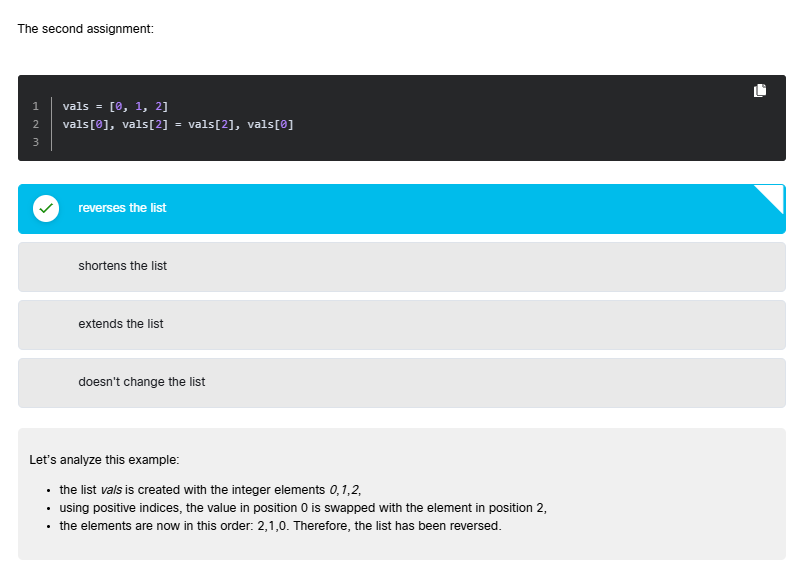 The second assignment:
1 vals = [0, 1, 2]
2 vals[0], vals[2] = vals[2], vals[0]
3
reverses the list
shortens the list
extends the list
doesn't change the list
Let's analyze this example:
• the list vals is created with the integer elements 0,1,2,
• using positive indices, the value in position 0 is swapped with the element in position 2,
• the elements are now in this order: 2,1,0. Therefore, the list has been reversed.